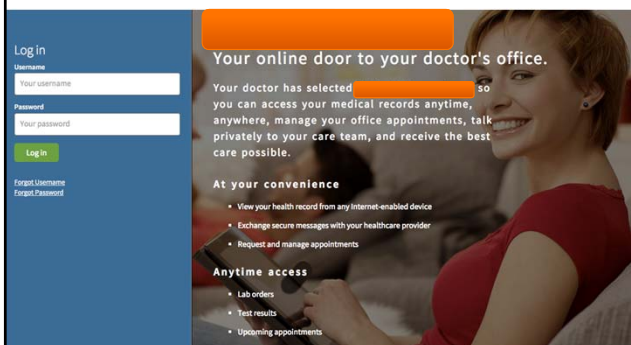 Log in
Username
Your username
Password
Your password
Log in
Forgot Username
Forgot Password
Your online door to your doctor's office.
Your doctor has selected so
you can access your medical records anytime,
anywhere, manage your office appointments, talk
privately to your care team, and receive the best
care possible.
At your convenience
• View your health record from any Internet-enabled device
• Exchange secure messages with your healthcare provider
• Request and manage appointments
Anytime access
• Lab orders
• Test results
• Upcoming appointments